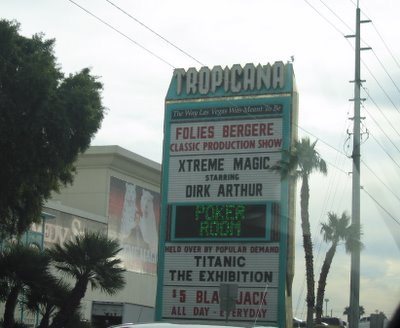 TROPICANA
The Way Las Vegas Was Meant To Be
FOLIES BERGERE
CLASSIC PRODUCTION SHOW
XTREME MAGIC
STARRING
DIRK ARTHUR
POKER
ROOM
HELD OVER BY POPULAR DEMAND
TITANIC
THE EXHIBITION
$5 BLACKJACK
ALL DAY - EVERYDAY